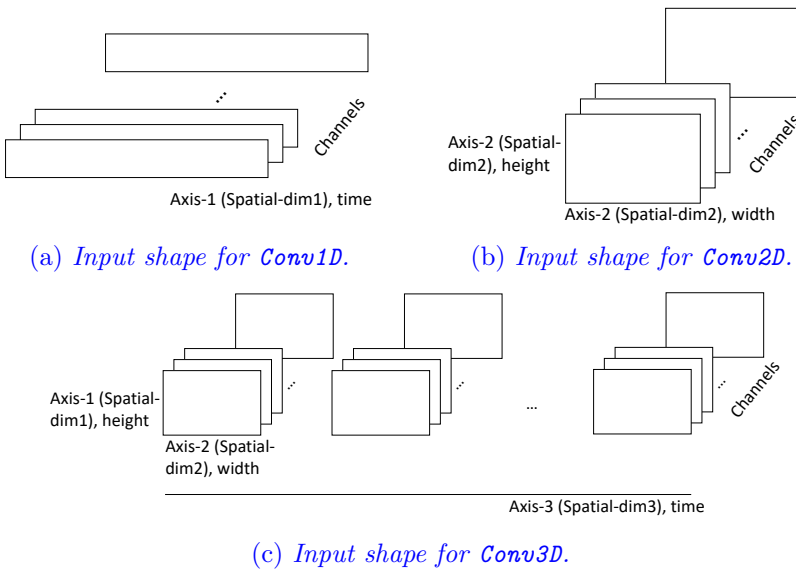 ...
Channels
Axis-1 (Spatial-dim1), time
(a) Input shape for Conv1D.
Axis-2 (Spatial-
dim2), height
...
Channels
Axis-2 (Spatial-dim2), width
(b) Input shape for Conv2D.
Axis-1 (Spatial-
dim1), height
...
...
...
...
Channels
Axis-2 (Spatial-
dim2), width
Axis-3 (Spatial-dim3), time
(c) Input shape for Conv3D.